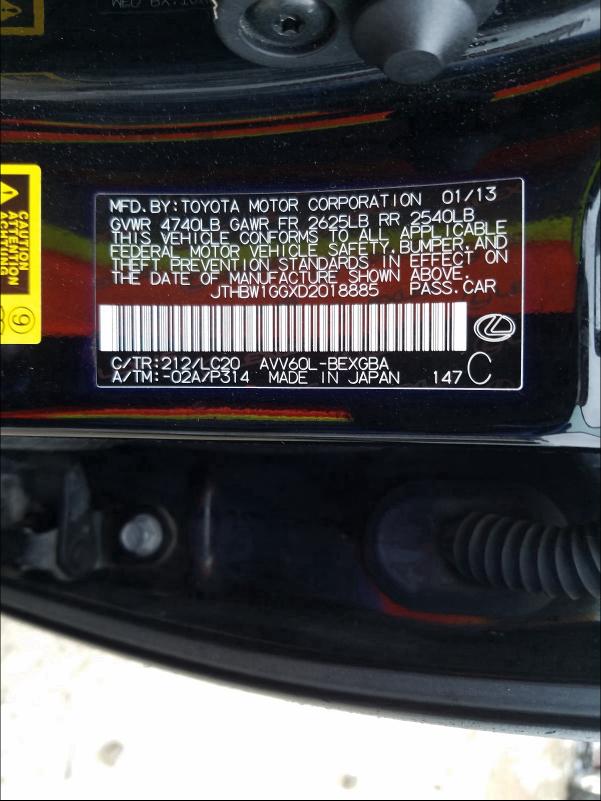 MFD.BY:TOYOTA MOTOR CORPORATION 01/13
GVWR 4740LB GAWR FR 2625LB RR 2540LB
THIS VEHICLE CONFORMS TO ALL APPLICABLE
FEDERAL MOTOR VEHICLE SAFETY,BUMPER,AND
THEFT PREVENTION STANDARDS IN EFFECT ON
THE DATE OF MANUFACTURE SHOWN ABOVE.
JTHBW1GGXD2018885 PASS.CAR
C/TR:212/LC20 AVV60L-BEXGBA
A/TM:-02A/P314 MADE IN JAPAN 147 C
9